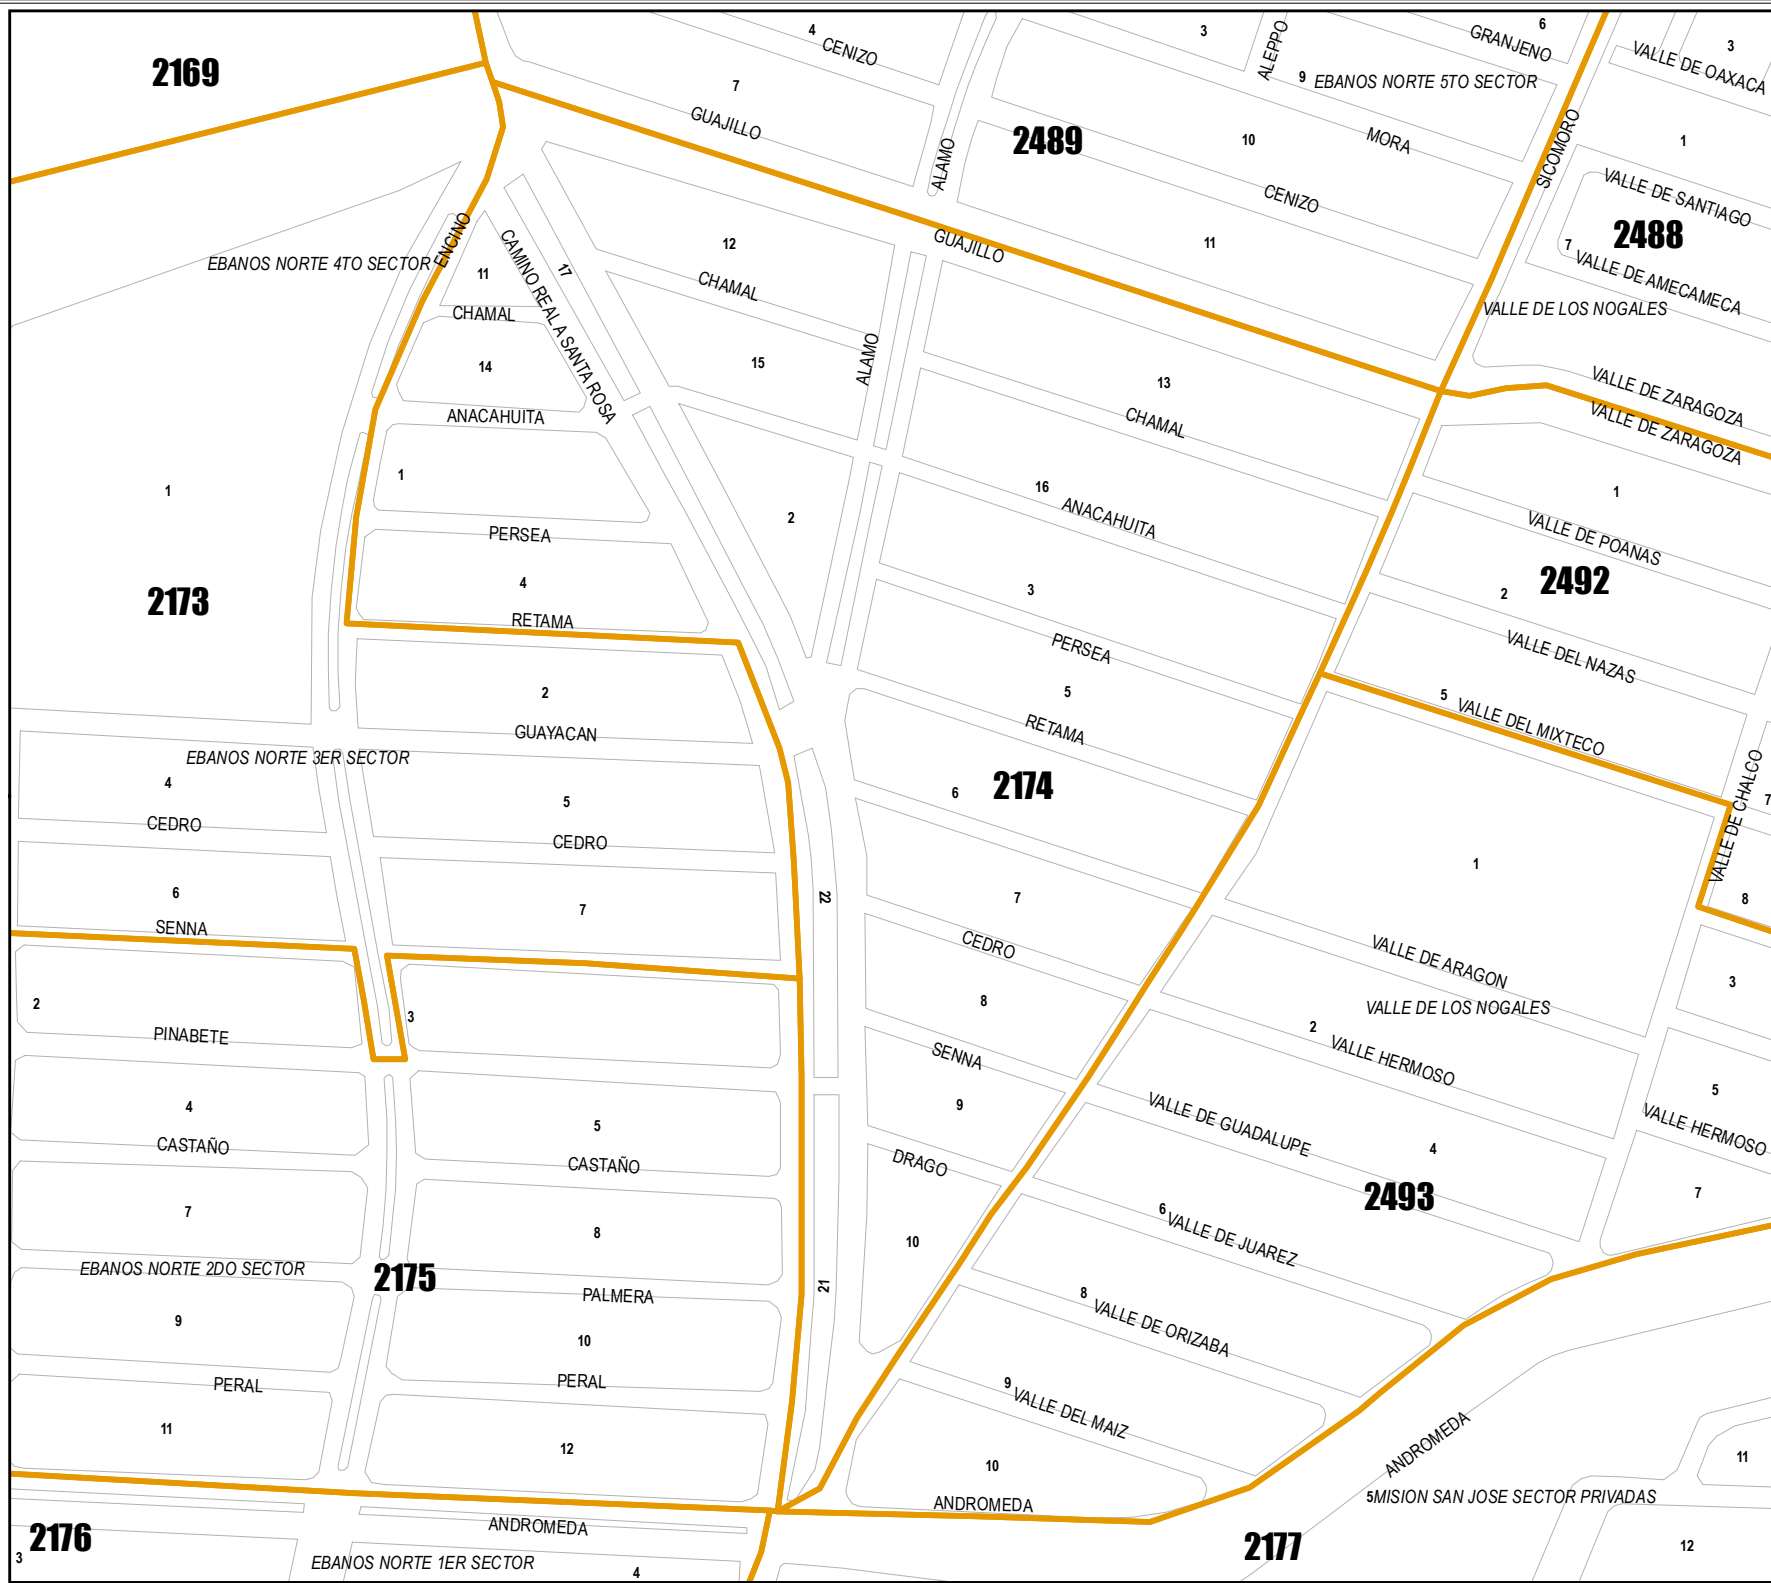 4
CENIZO
3
ALEPPO
6
GRANJENO
3
VALLE DE OAXACA
2169
7
9
EBANOS NORTE 5TO SECTOR
GUAJILLO
2489
10
MORA
SICOMORO
1
ALAMO
CENIZO
VALLE DE SANTIAGO
ENCINO
CAMINO REAL A SANTA ROSA
12
GUAJILLO
11
7
2488
EBANOS NORTE 4TO SECTOR
11
17
CHAMAL
VALLE DE AMECAMECA
CHAMAL
VALLE DE LOS NOGALES
14
15
ALAMO
13
VALLE DE ZARAGOZA
ANACAHUITA
CHAMAL
VALLE DE ZARAGOZA
1
1
2
16
ANACAHUITA
1
PERSEA
VALLE DE POANAS
2173
4
3
2
2492
RETAMA
PERSEA
VALLE DEL NAZAS
2
5
5
VALLE DEL MIXTECO
GUAYACAN
RETAMA
EBANOS NORTE 3ER SECTOR
VALLE DE CHALCO
4
5
6
2174
7
CEDRO
CEDRO
1
6
7
22
7
8
SENNA
CEDRO
VALLE DE ARAGON
2
3
8
VALLE DE LOS NOGALES
3
PINABETE
SENNA
2
VALLE HERMOSO
4
5
9
VALLE DE GUADALUPE
5
CASTAÑO
CASTAÑO
DRAGO
4
VALLE HERMOSO
7
8
10
6
VALLE DE JUAREZ
2493
7
EBANOS NORTE 2DO SECTOR
2175
PALMERA
21
8
VALLE DE ORIZABA
9
10
PERAL
PERAL
9
VALLE DEL MAIZ
11
12
10
ANDROMEDA
11
ANDROMEDA
ANDROMEDA
5
MISION SAN JOSE SECTOR PRIVADAS
2176
3
EBANOS NORTE 1ER SECTOR
4
2177
12